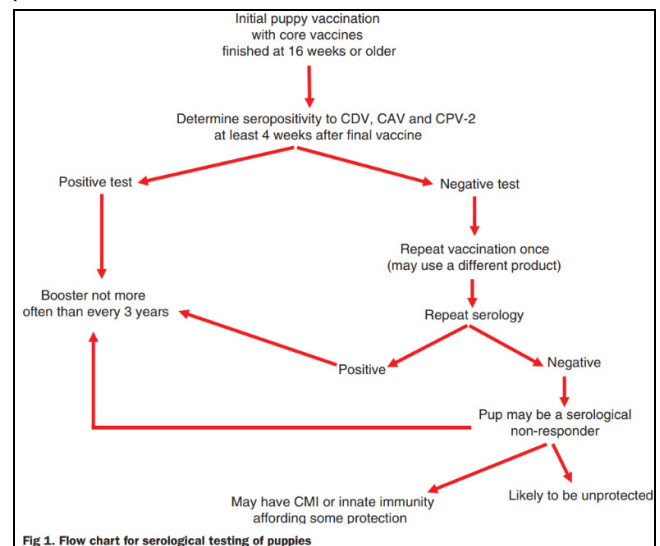 Initial puppy vaccination
with core vaccines
finished at 16 weeks or older
Determine seropositivity to CDV, CAV and CPV-2
at least 4 weeks after final vaccine
Positive test
Negative test
Repeat vaccination once
(may use a different product)
Booster not more
often than every 3 years
Repeat serology
Positive
Negative
Pup may be a serological
non-responder
May have CMI or innate immunity
affording some protection
Likely to be unprotected
Fig 1. Flow chart for serological testing of puppies